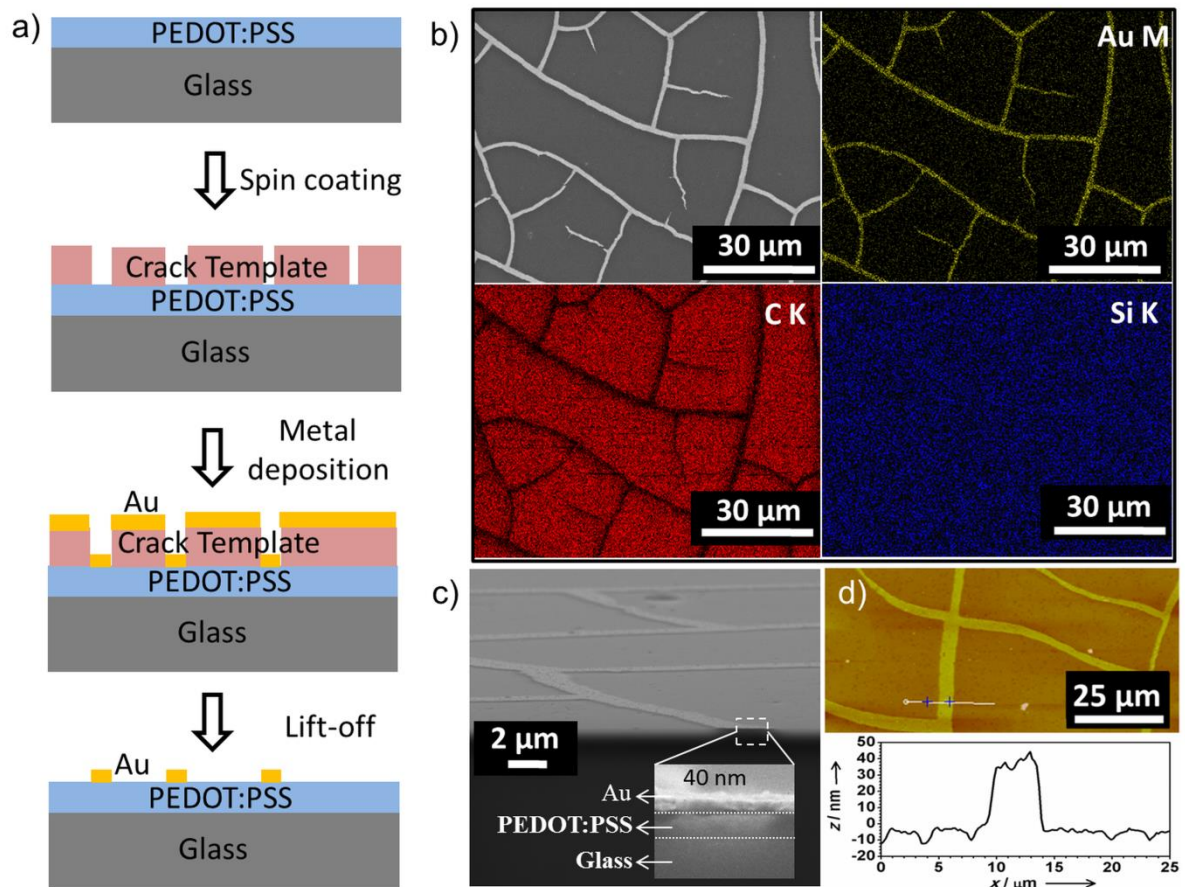 a)
PEDOT:PSS
Glass
Spin coating
Crack Template
PEDOT:PSS
Glass
Metal
deposition
Au
Crack Template
PEDOT:PSS
Glass
Lift-off
Au
PEDOT:PSS
Glass
b)
Au M
30 μm
30 μm
C K
Si K
30 μm
30 μm
c)
2 μm
40 nm
Au
PEDOT:PSS
Glass
d)
25 μm
z / nm
50
40
30
20
10
0
-10
-20
0 5 10 15 20 25
x / μm